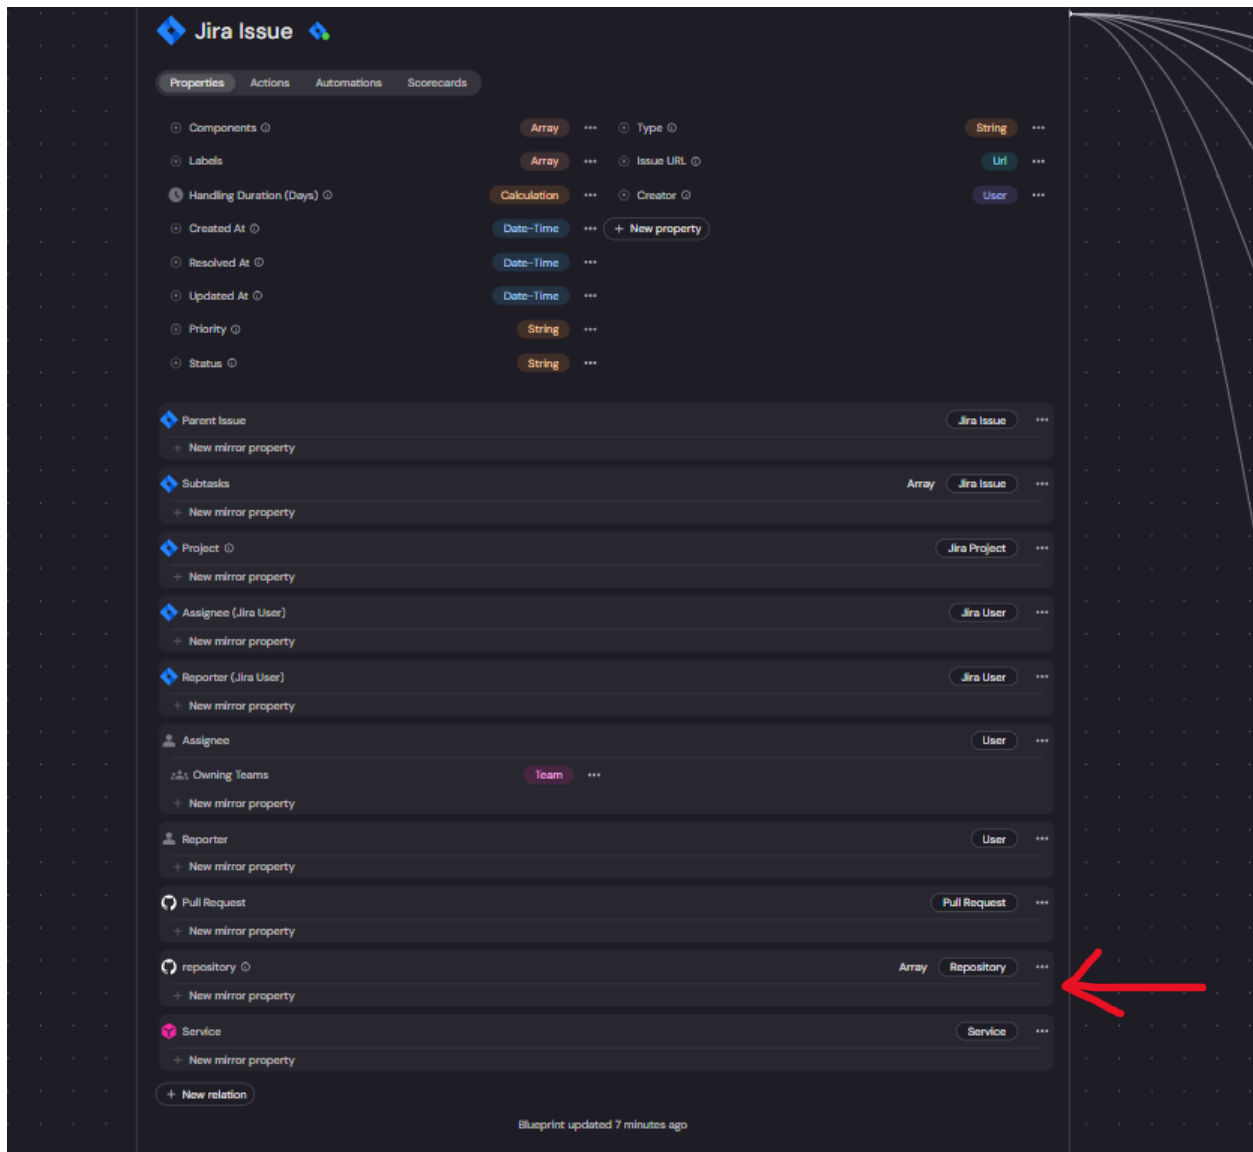 Jira Issue
Properties Actions Automations Scorecards
Components Array ••• Type String •••
Labels Array ••• Issue URL Url •••
Handling Duration (Days) Calculation ••• Creator User •••
Created At Date-Time ••• + New property
Resolved At Date-Time •••
Updated At Date-Time •••
Priority String •••
Status String •••
Parent Issue Jira Issue •••
+ New mirror property
Subtasks Array Jira Issue •••
+ New mirror property
Project Jira Project •••
+ New mirror property
Assignee (Jira User) Jira User •••
+ New mirror property
Reporter (Jira User) Jira User •••
+ New mirror property
Assignee User •••
Owning Teams Team •••
+ New mirror property
Reporter User •••
+ New mirror property
Pull Request Pull Request •••
+ New mirror property
repository Array Repository •••
+ New mirror property
Service Service •••
+ New mirror property
+ New relation
Blueprint updated 7 minutes ago